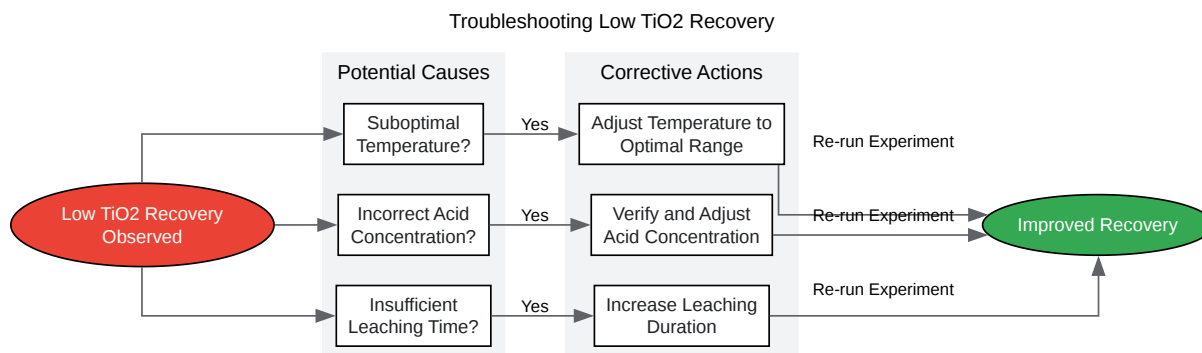 Troubleshooting Low TiO2 Recovery
Potential Causes
Corrective Actions
Suboptimal
Temperature?
Yes
Adjust Temperature to
Optimal Range
Re-run Experiment
Low TiO2 Recovery
Observed
Incorrect Acid
Concentration?
Yes
Verify and Adjust
Acid Concentration
Re-run Experiment
Improved Recovery
Insufficient
Leaching Time?
Yes
Increase Leaching
Duration
Re-run Experiment